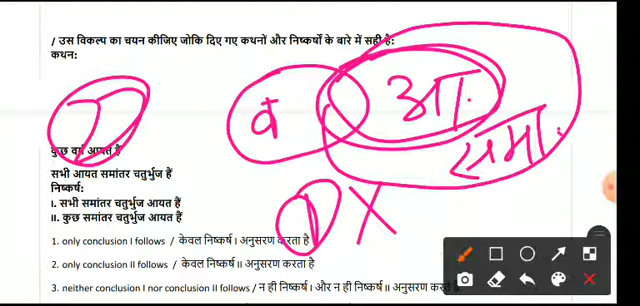 / उस विकल्प का चयन कीजिए जोकि दिए गए कथनों और निष्कर्षों के बारे में सही है:
कथन:
व
आ.
समा.
कुछ वर्ग आयत हैं
सभी आयत समांतर चतुर्भुज हैं
निष्कर्ष:
I. सभी समांतर चतुर्भुज आयत हैं
II. कुछ समांतर चतुर्भुज आयत हैं
1. only conclusion I follows / केवल निष्कर्ष I अनुसरण करता है
2. only conclusion II follows / केवल निष्कर्ष II अनुसरण करता है
3. neither conclusion I nor conclusion II follows / न ही निष्कर्ष I और न ही निष्कर्ष II अनुसरण करते